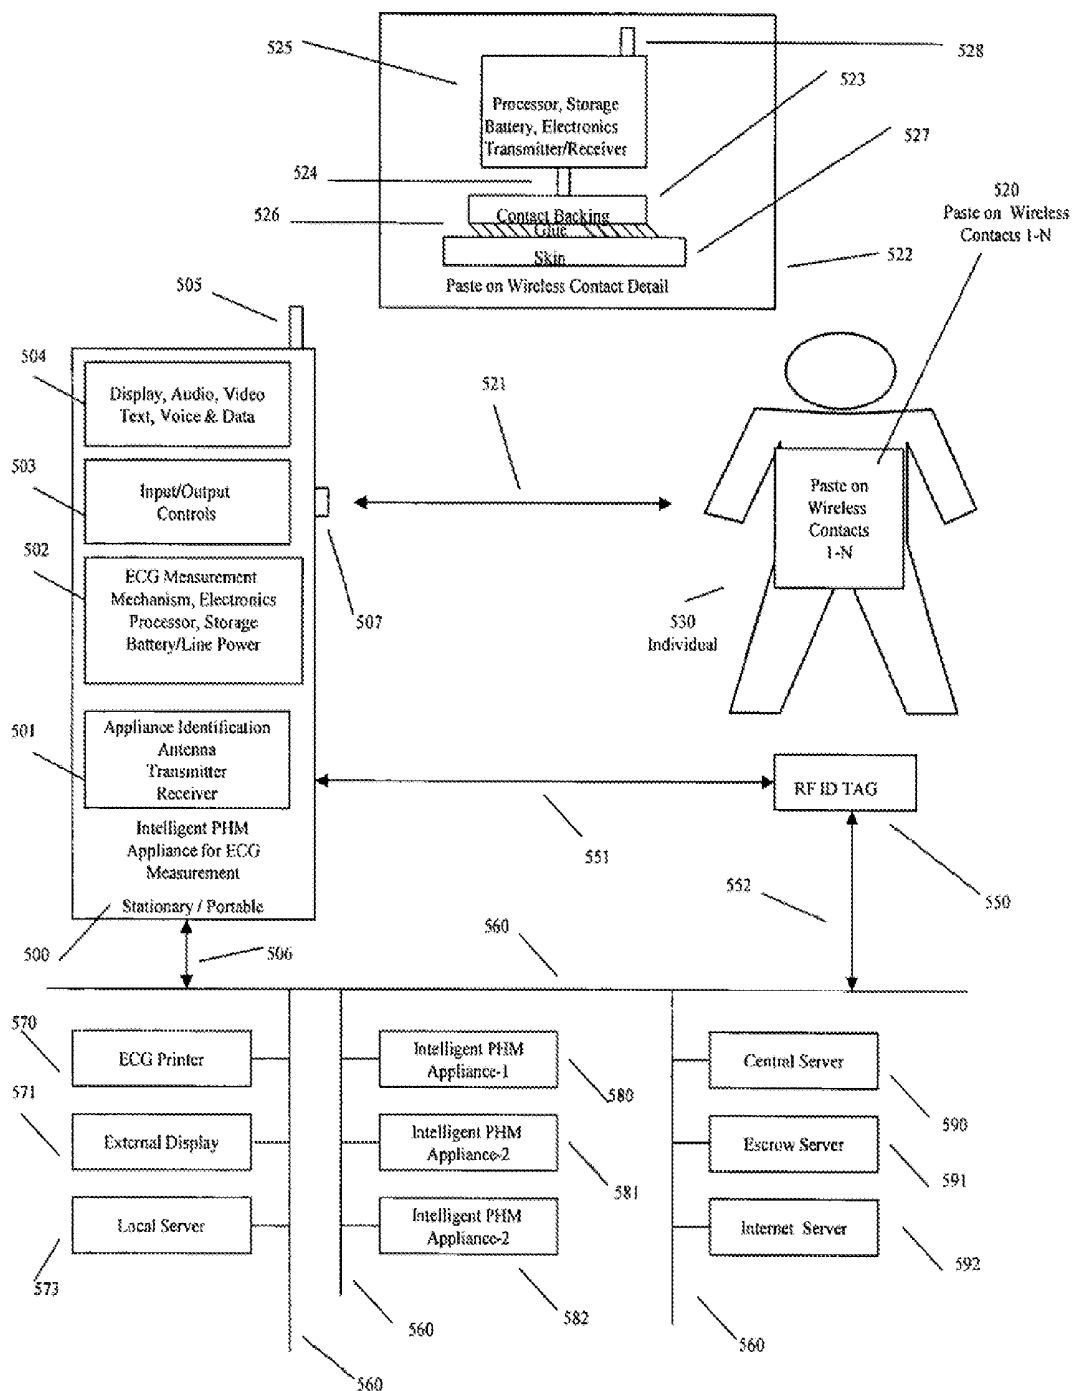 525
528
523
527
Processor, Storage
Battery, Electronics
Transmitter/Receiver
524
526
Contact Backing
Glue
Skin
Paste on Wireless Contact Detail
522
520
Paste on Wireless
Contacts 1-N
505
504
Display, Audio, Video
Text, Voice & Data
503
Input/Output
Controls
502
ECG Measurement
Mechanism, Electronics
Processor, Storage
Battery/Line Power
507
521
Paste on
Wireless
Contacts
1-N
530
Individual
501
Appliance Identification
Antenna
Transmitter
Receiver
Intelligent PHM
Appliance for ECG
Measurement
Stationary / Portable
500
506
551
RF ID TAG
552
550
560
570
ECG Printer
571
External Display
Local Server
573
Intelligent PHM
Appliance-1
580
Intelligent PHM
Appliance-2
581
Intelligent PHM
Appliance-2
582
Central Server
590
Escrow Server
591
Internet Server
592
560
560
560